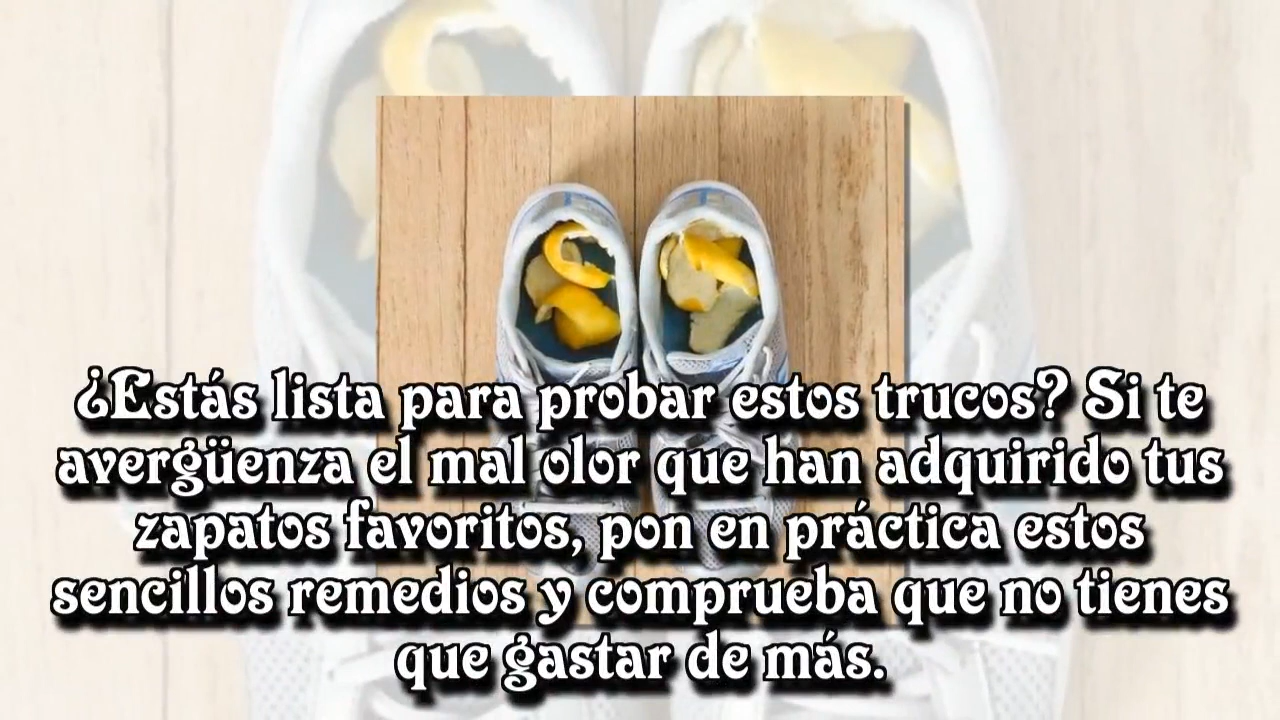 ¿Estás lista para probar estos trucos? Si te
avergüenza el mal olor que han adquirido tus
zapatos favoritos, pon en práctica estos
sencillos remedios y comprueba que no tienes
que gastar de más.